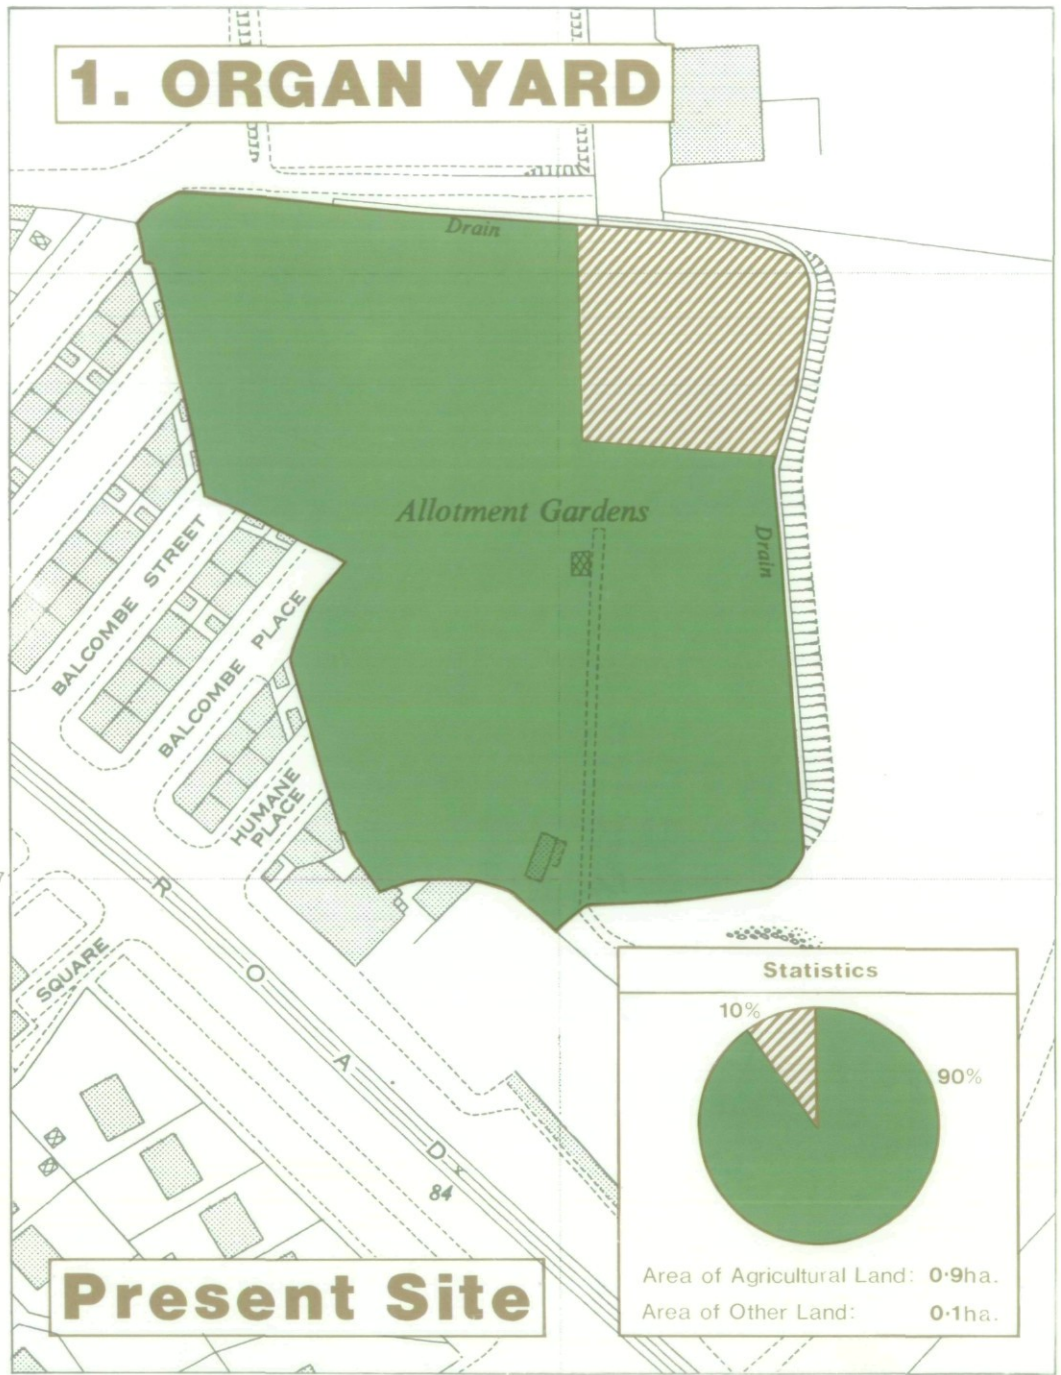 1. ORGAN YARD
Drain
Allotment Gardens
Drain
BALCOMBE STREET
BALCOMBE PLACE
HUMANE
PLACE
ROAD
SQUARE
84
Statistics
10%
90%
Area of Agricultural Land: 0·9ha.
Area of Other Land: 0·1ha.
Present Site